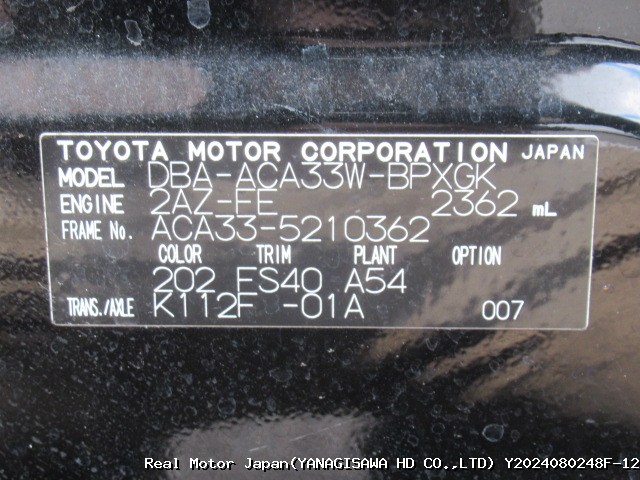 TOYOTA MOTOR CORPORATION JAPAN
MODEL DBA-ACA33W-BPXGK
ENGINE 2AZ-FE 2362 mL
FRAME No. ACA33-5210362
COLOR TRIM PLANT OPTION
202 FS40 A54
TRANS./AXLE K112F -01A 007
Real Motor Japan(YANAGISAWA HD CO.,LTD) Y2024080248F-12